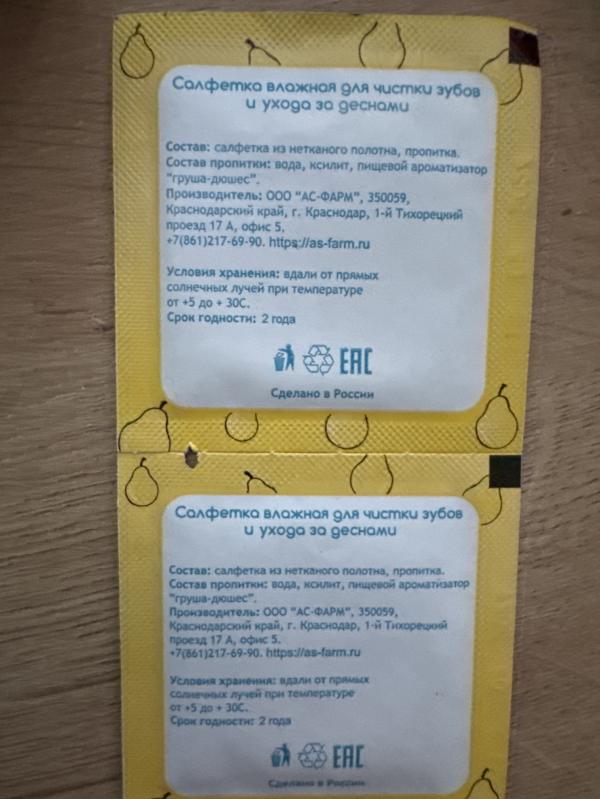 Салфетка влажная для чистки зубов
и ухода за деснами
Состав: салфетка из нетканого полотна, пропитка.
Состав пропитки: вода, ксилит, пищевой ароматизатор
"груша-дюшес".
Производитель: ООО "АС-ФАРМ", 350059,
Краснодарский край, г. Краснодар, 1-й Тихорецкий
проезд 17 А, офис 5.
+7(861)217-69-90. https://as-farm.ru
Условия хранения: вдали от прямых
солнечных лучей при температуре
от +5 до + 30С.
Срок годности: 2 года
EAC
Сделано в России
Салфетка влажная для чистки зубов
и ухода за деснами
Состав: салфетка из нетканого полотна, пропитка.
Состав пропитки: вода, ксилит, пищевой ароматизатор
"груша-дюшес".
Производитель: ООО "АС-ФАРМ", 350059,
Краснодарский край, г. Краснодар, 1-й Тихорецкий
проезд 17 А, офис 5.
+7(861)217-69-90. https://as-farm.ru
Условия хранения: вдали от прямых
солнечных лучей при температуре
от +5 до + 30С.
Срок годности: 2 года
EAC
Сделано в России